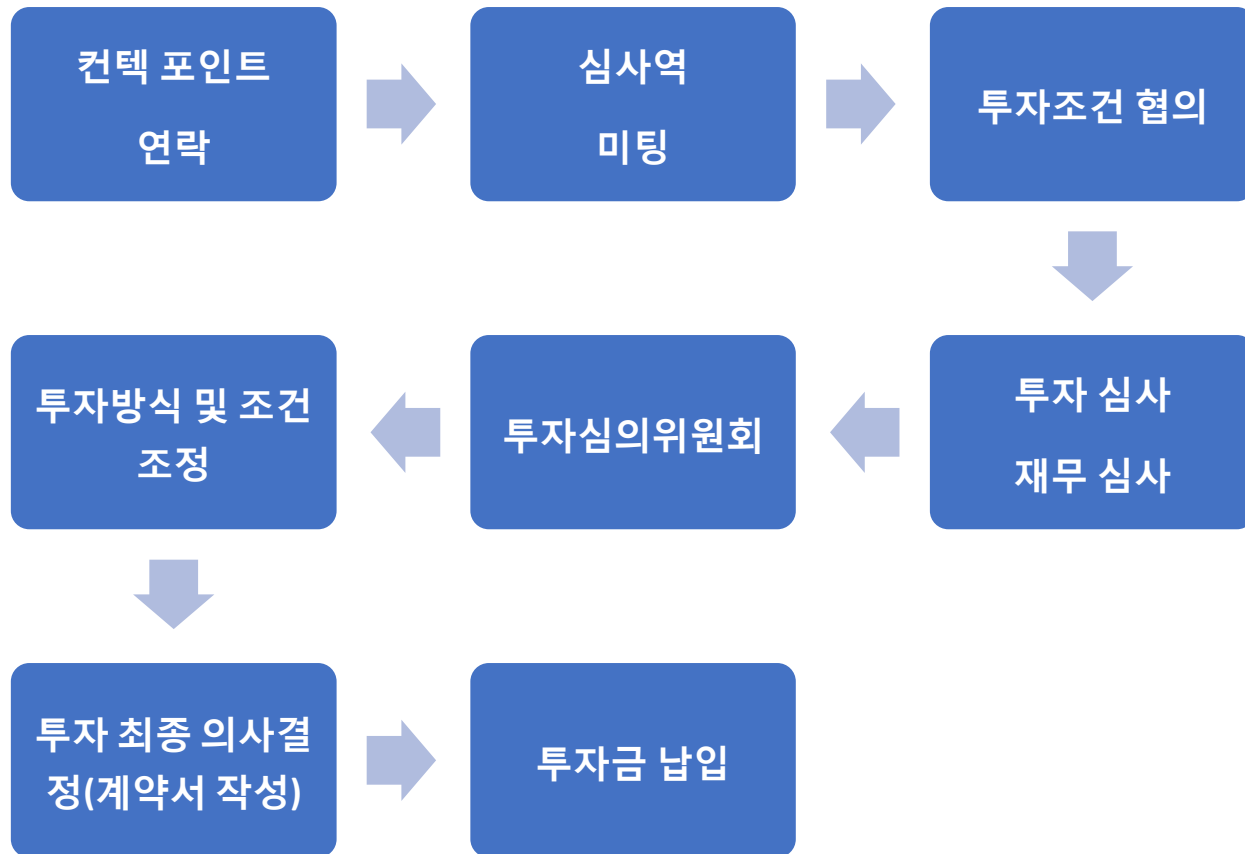 컨텍 포인트
연락
심사역
미팅
투자조건 협의
투자 심사
재무 심사
투자심의위원회
투자방식 및 조건
조정
투자 최종 의사결
정(계약서 작성)
투자금 납입